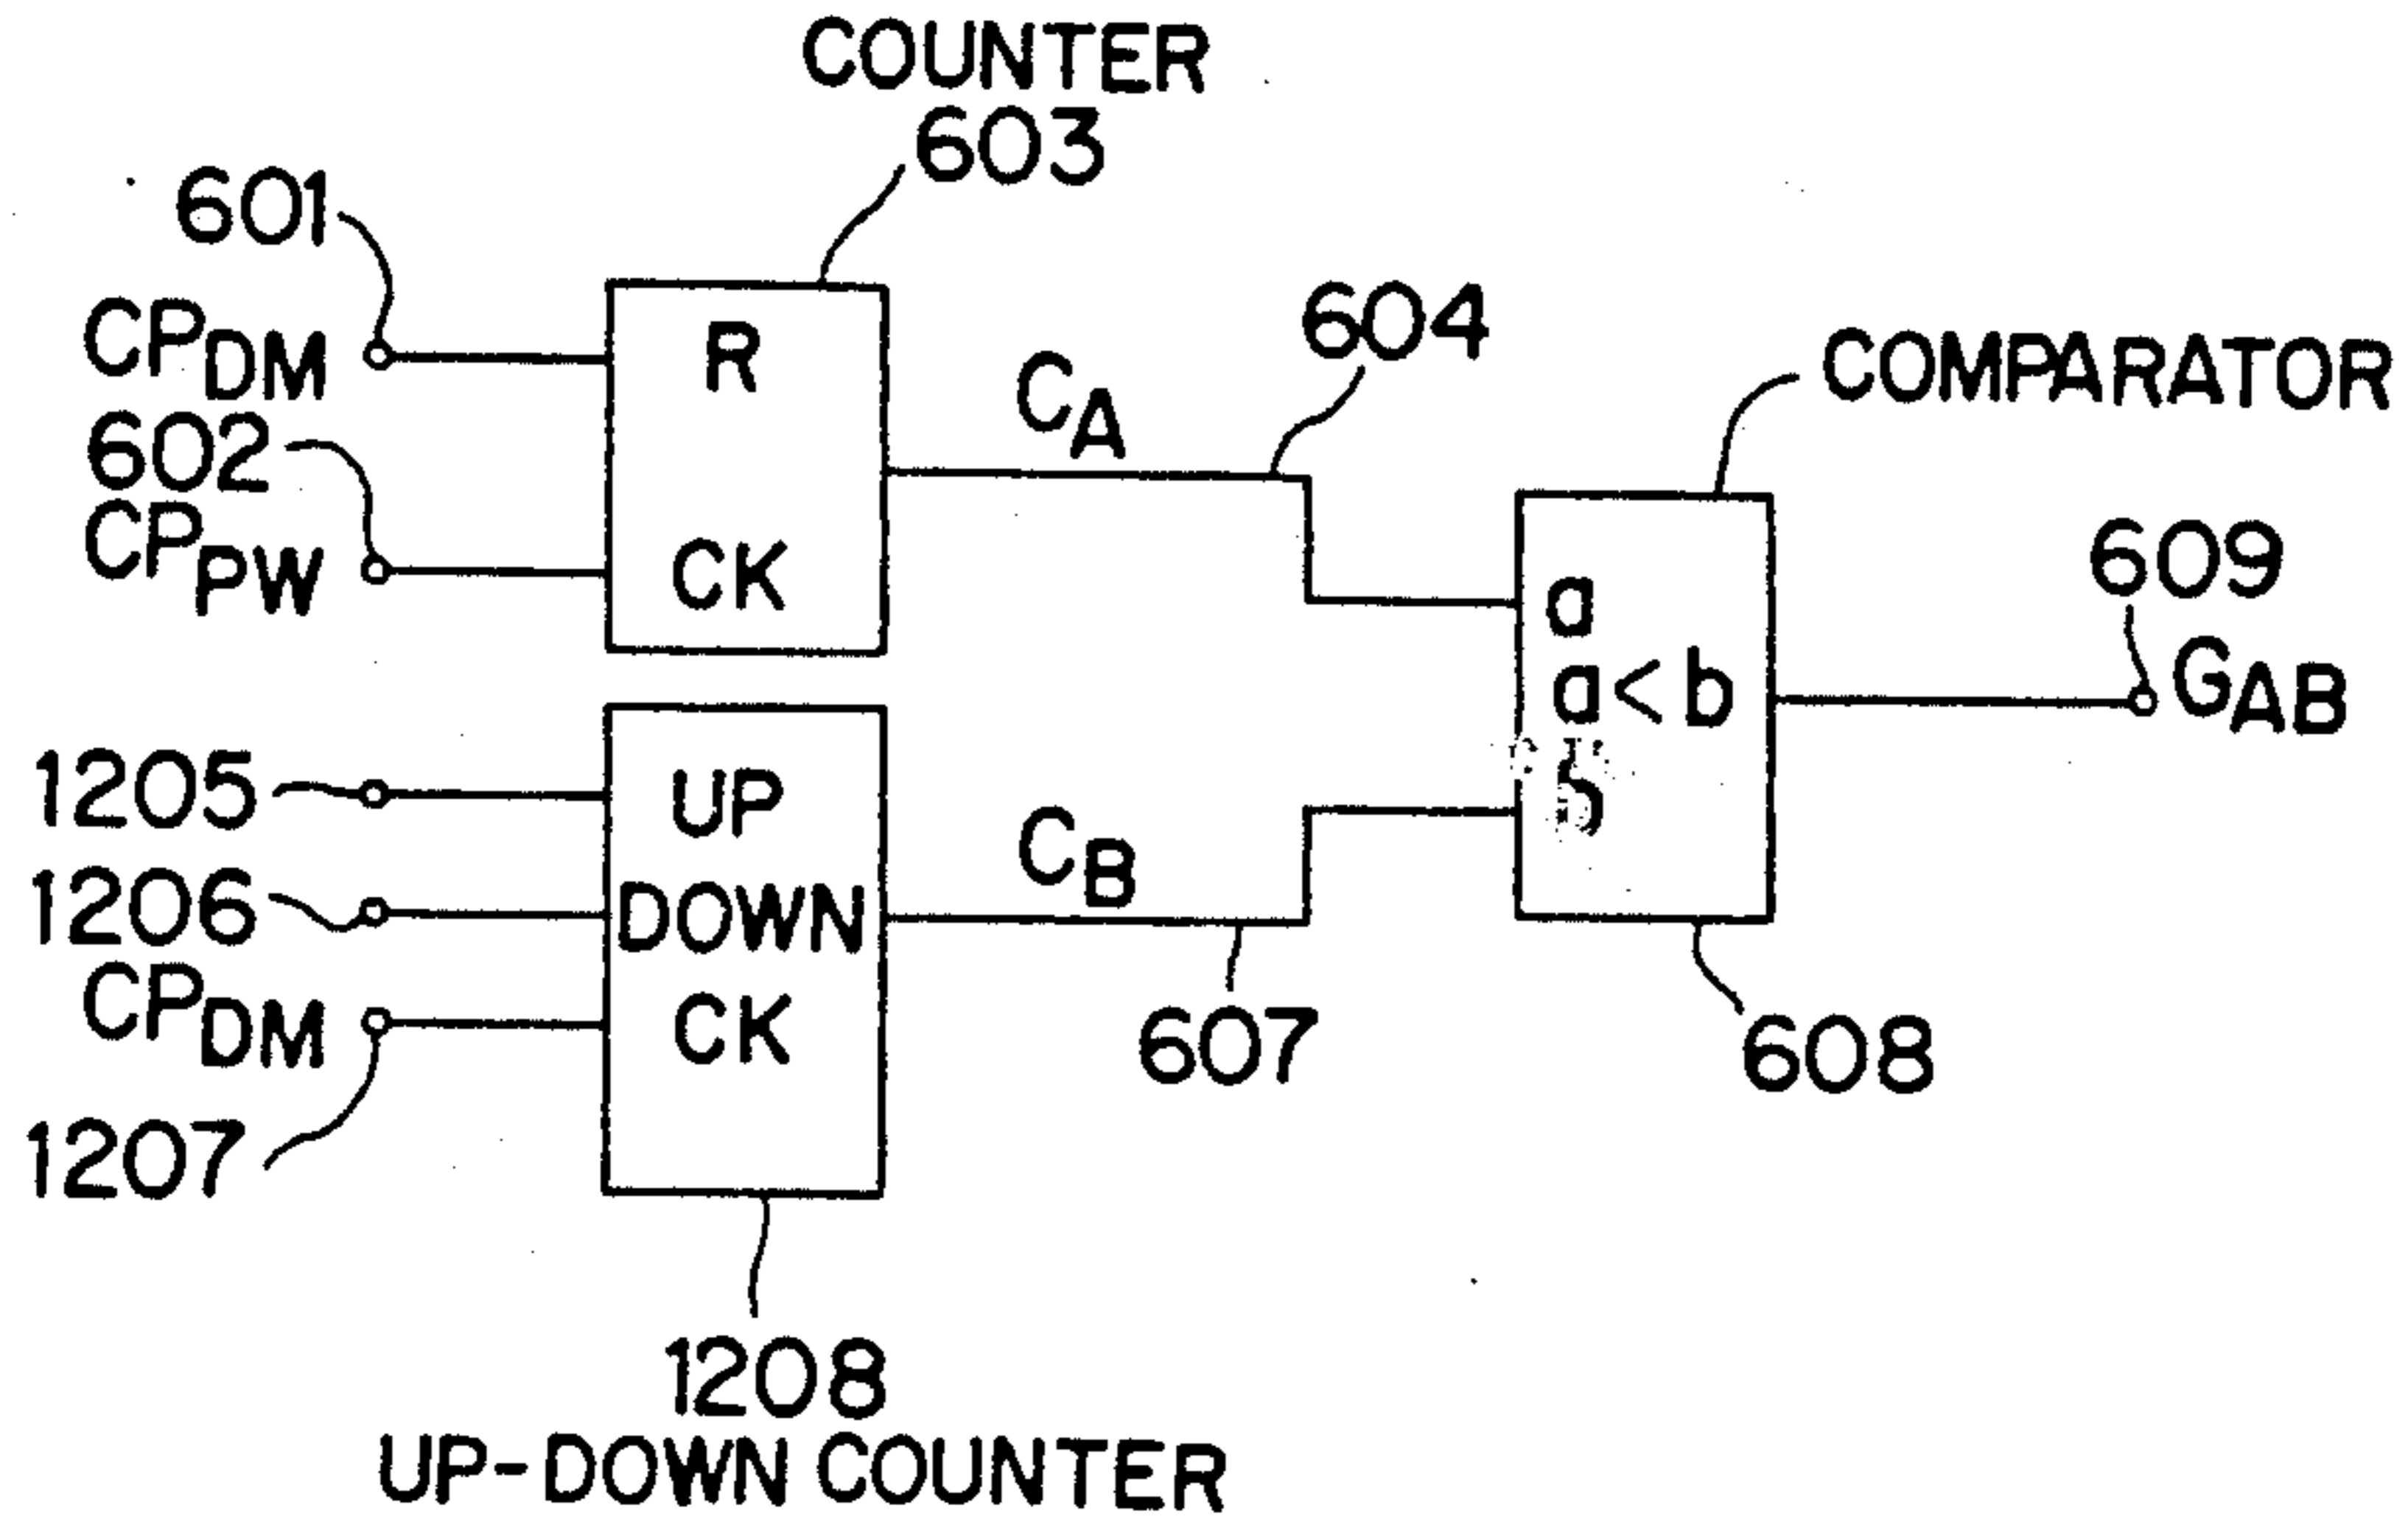 COUNTER
603
601
CPDM
602
CPPW
R
CK
CA
604
COMPARATOR
a
a<b
609
GAB
1205
1206
CPDM
1207
UP
DOWN
CK
CB
607
608
1208
UP-DOWN COUNTER